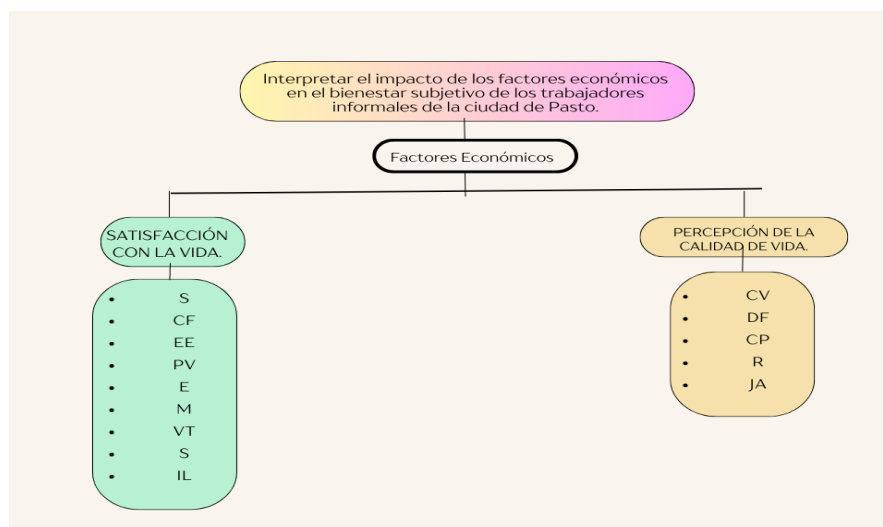 Interpretar el impacto de los factores económicos
en el bienestar subjetivo de los trabajadores
informales de la ciudad de Pasto.
Factores Económicos
SATISFACCIÓN
CON LA VIDA.
• S
• CF
• EE
• PV
• E
• M
• VT
• S
• IL
PERCEPCIÓN DE LA
CALIDAD DE VIDA.
• CV
• DF
• CP
• R
• JA